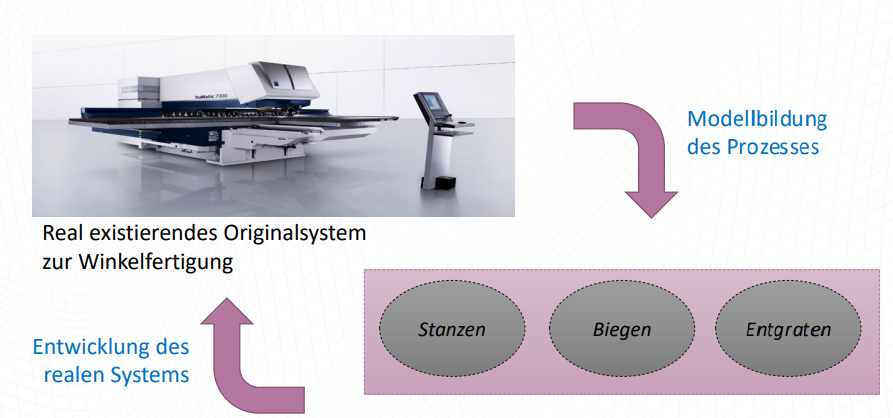 truMatic 7000
Modellbildung
des Prozesses
Real existierendes Originalsystem
zur Winkelfertigung
Stanzen
Biegen
Entgraten
Entwicklung des
realen Systems